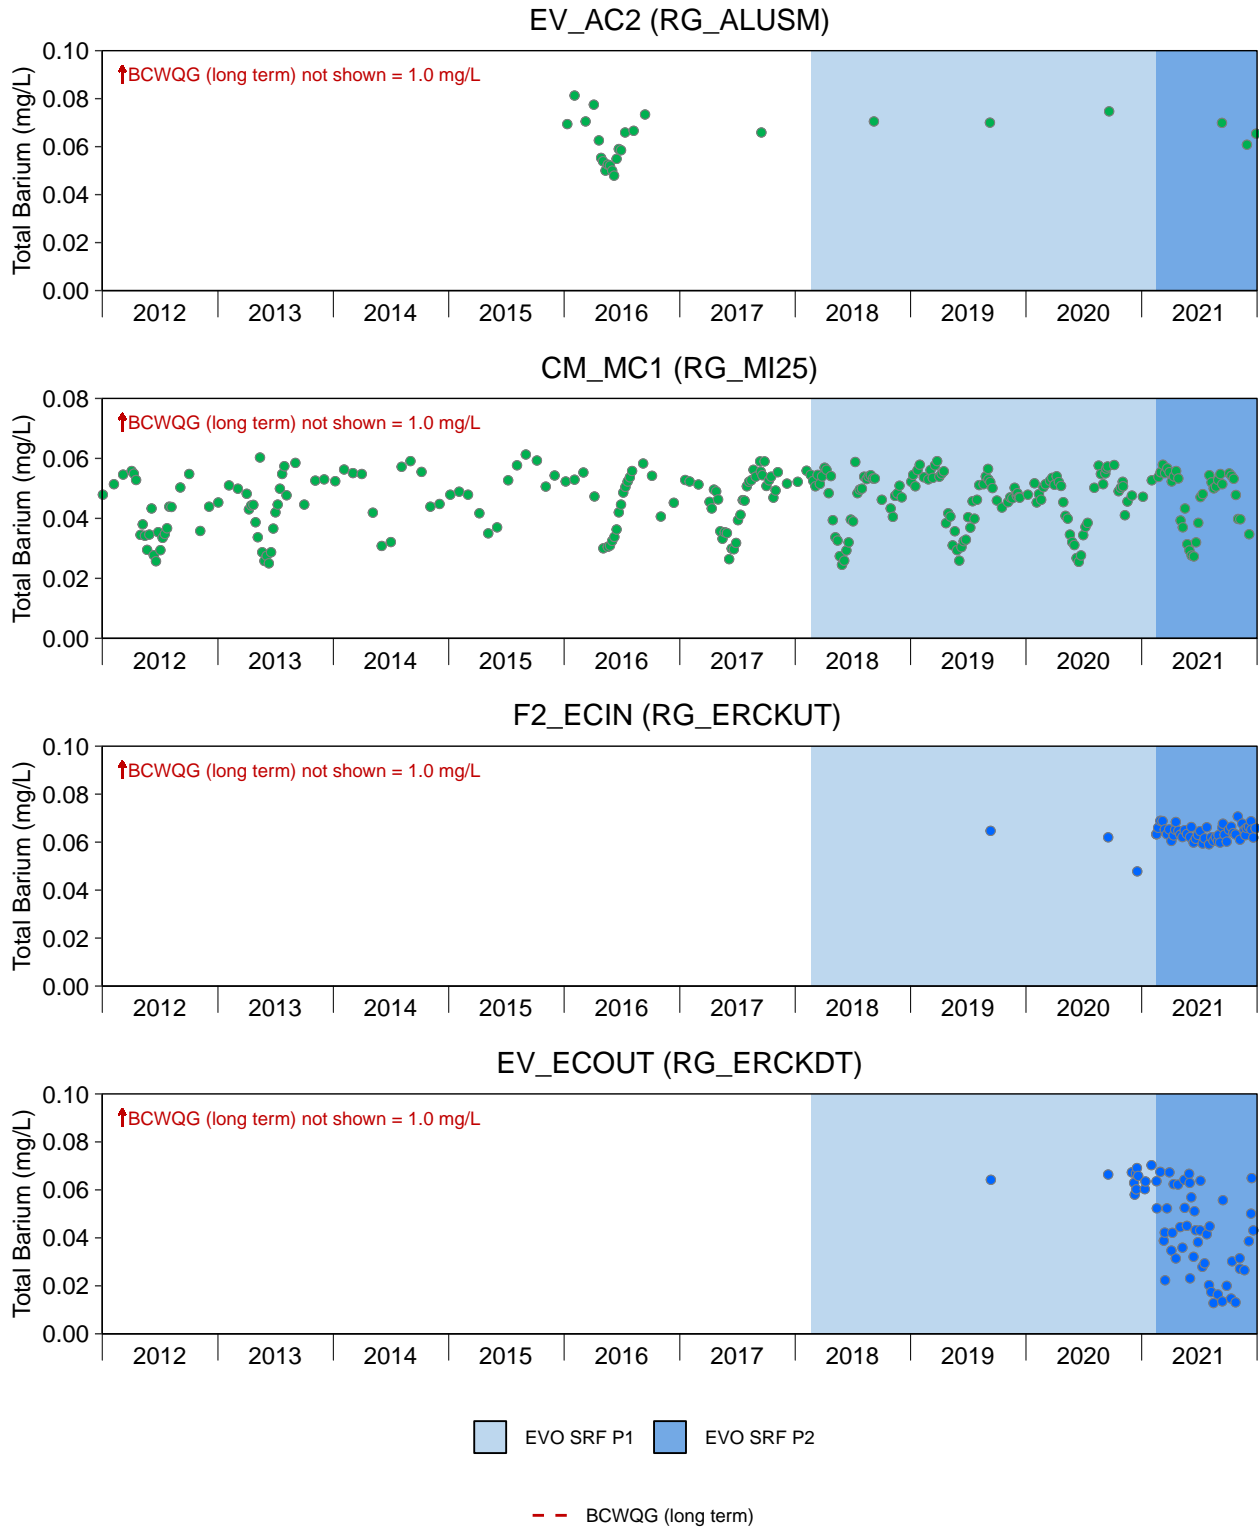 EV_AC2 (RG_ALUSM)
Total Barium (mg/L)
0.10
0.08
0.06
0.04
0.02
0.00
BCWQG (long term) not shown = 1.0 mg/L
2012 2013 2014 2015 2016 2017 2018 2019 2020 2021
CM_MC1 (RG_MI25)
Total Barium (mg/L)
0.08
0.06
0.04
0.02
0.00
BCWQG (long term) not shown = 1.0 mg/L
2012 2013 2014 2015 2016 2017 2018 2019 2020 2021
F2_ECIN (RG_ERCKUT)
Total Barium (mg/L)
0.10
0.08
0.06
0.04
0.02
0.00
BCWQG (long term) not shown = 1.0 mg/L
2012 2013 2014 2015 2016 2017 2018 2019 2020 2021
EV_ECOUT (RG_ERCKDT)
Total Barium (mg/L)
0.10
0.08
0.06
0.04
0.02
0.00
BCWQG (long term) not shown = 1.0 mg/L
2012 2013 2014 2015 2016 2017 2018 2019 2020 2021
EVO SRF P1 EVO SRF P2
BCWQG (long term)